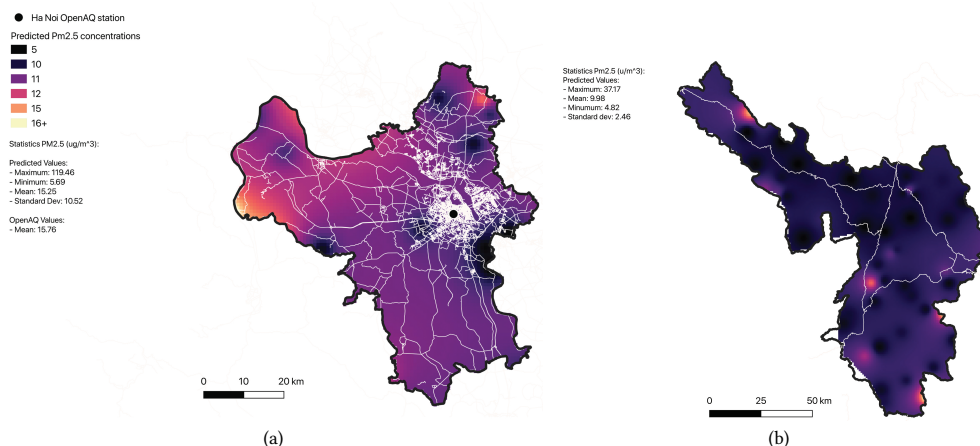 Ha Noi OpenAQ station
Predicted Pm2.5 concentrations
5
10
11
12
15
16+
Statistics PM2.5 (ug/m^3):
Predicted Values:
- Maximum: 119.46
- Minimum: 5.69
- Mean: 15.25
- Standard Dev: 10.52
OpenAQ Values:
- Mean: 15.76
0 10 20 km
(a)
Statistics Pm2.5 (u/m^3):
Predicted Values:
- Maximum: 37.17
- Mean: 9.98
- Minumum: 4.82
- Standard dev: 2.46
0 25 50 km
(b)